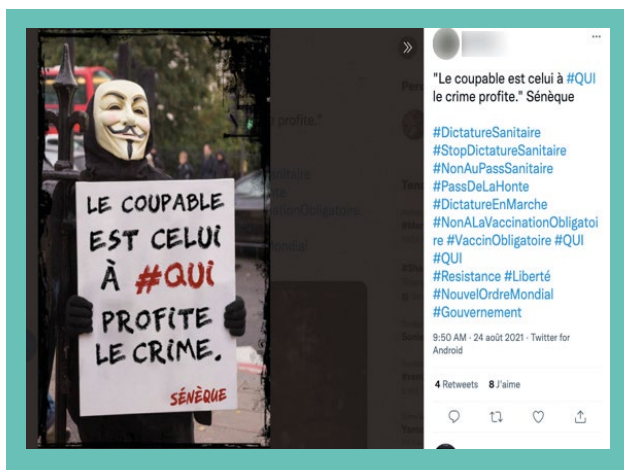 LE COUPABLE
EST CELUI
À #QUI
PROFITE
LE CRIME.
SÉNÈQUE
"Le coupable est celui à #QUI
le crime profite." Sénèque
#DictatureSanitaire
#StopDictatureSanitaire
#NonAuPassSanitaire
#PassDeLaHonte
#DictatureEnMarche
#NonALaVaccinationObligatoi
re #VaccinObligatoire #QUI
#QUI
#Resistance #Liberté
#NouvelOrdreMondial
#Gouvernement
9:50 AM · 24 août 2021 · Twitter for
Android
4 Retweets 8 J'aime